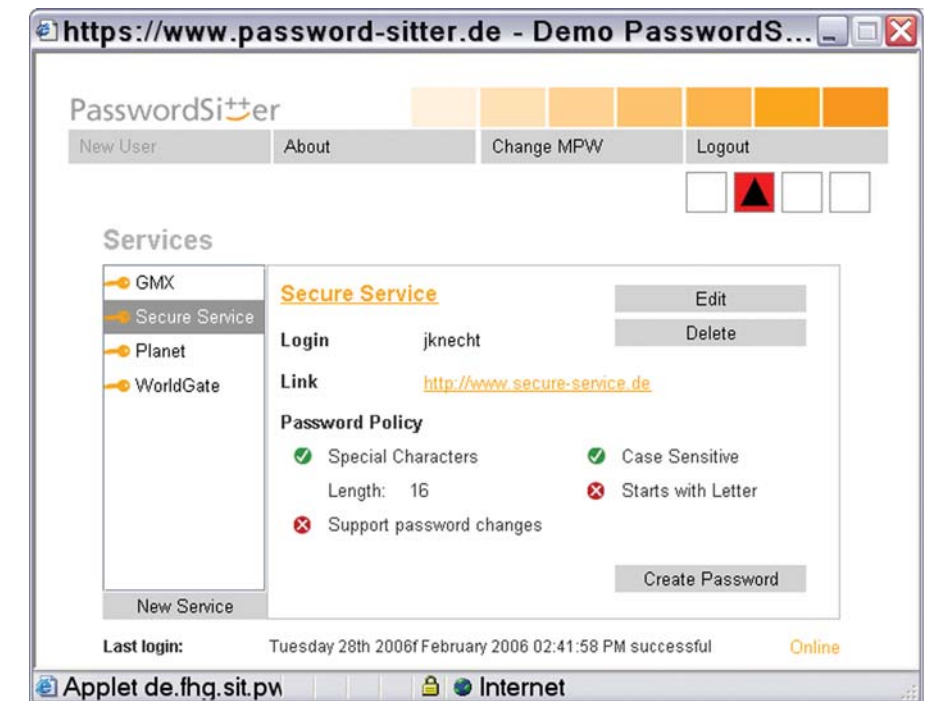 https://www.password-sitter.de - Demo PasswordS...
PasswordSitter
New User About Change MPW Logout
Services
GMX
Secure Service
Planet
WorldGate
New Service
Secure Service
Edit
Login jknecht
Delete
Link http://www.secure-service.de
Password Policy
Special Characters Case Sensitive
Length: 16 Starts with Letter
Support password changes
Create Password
Last login: Tuesday 28th 2006f February 2006 02:41:58 PM successful Online
Applet de.fhg.sit.pw Internet